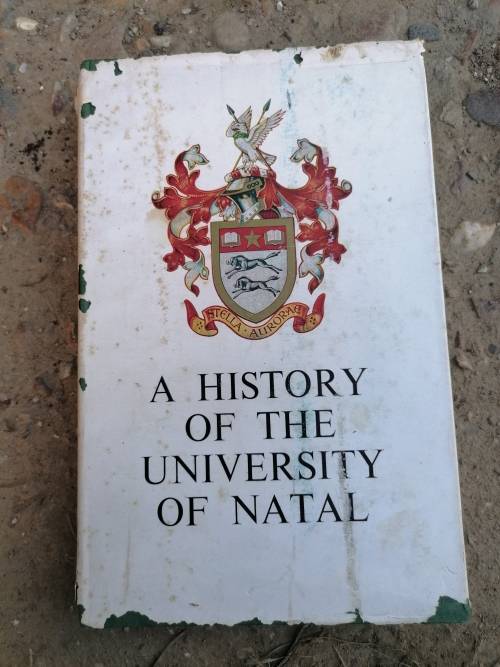 STELLA · AURORAE
A HISTORY
OF THE
UNIVERSITY
OF NATAL